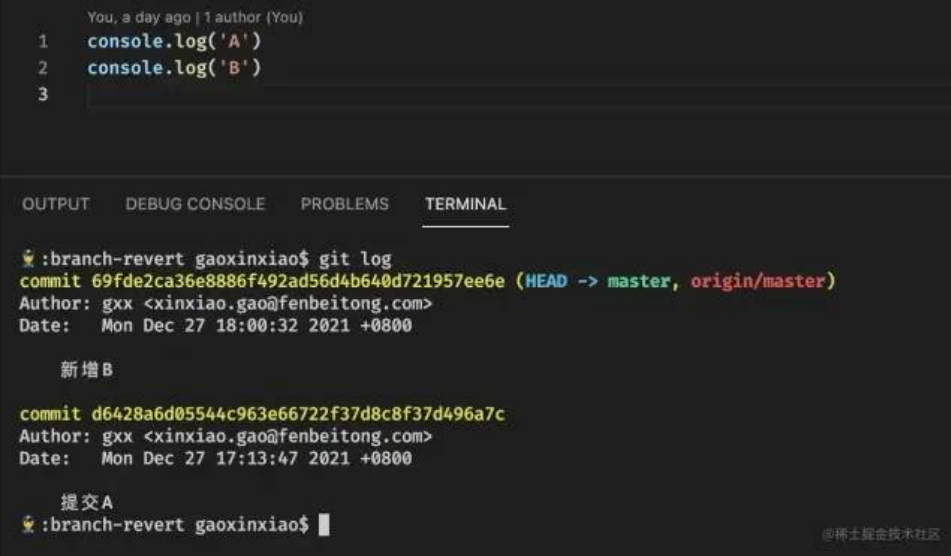 You, a day ago | 1 author (You)
1 console.log('A')
2 console.log('B')
3
OUTPUT DEBUG CONSOLE PROBLEMS TERMINAL
:branch-revert gaoxinxiao$ git log
commit 69fde2ca36e8886f492ad56d4b640d721957ee6e (HEAD -> master, origin/master)
Author: gxx <xinxiao.gao@fenbeitong.com>
Date: Mon Dec 27 18:00:32 2021 +0800
新增B
commit d6428a6d05544c963e66722f37d8c8f37d496a7c
Author: gxx <xinxiao.gao@fenbeitong.com>
Date: Mon Dec 27 17:13:47 2021 +0800
提交A
:branch-revert gaoxinxiao$
@稀土掘金技术社区